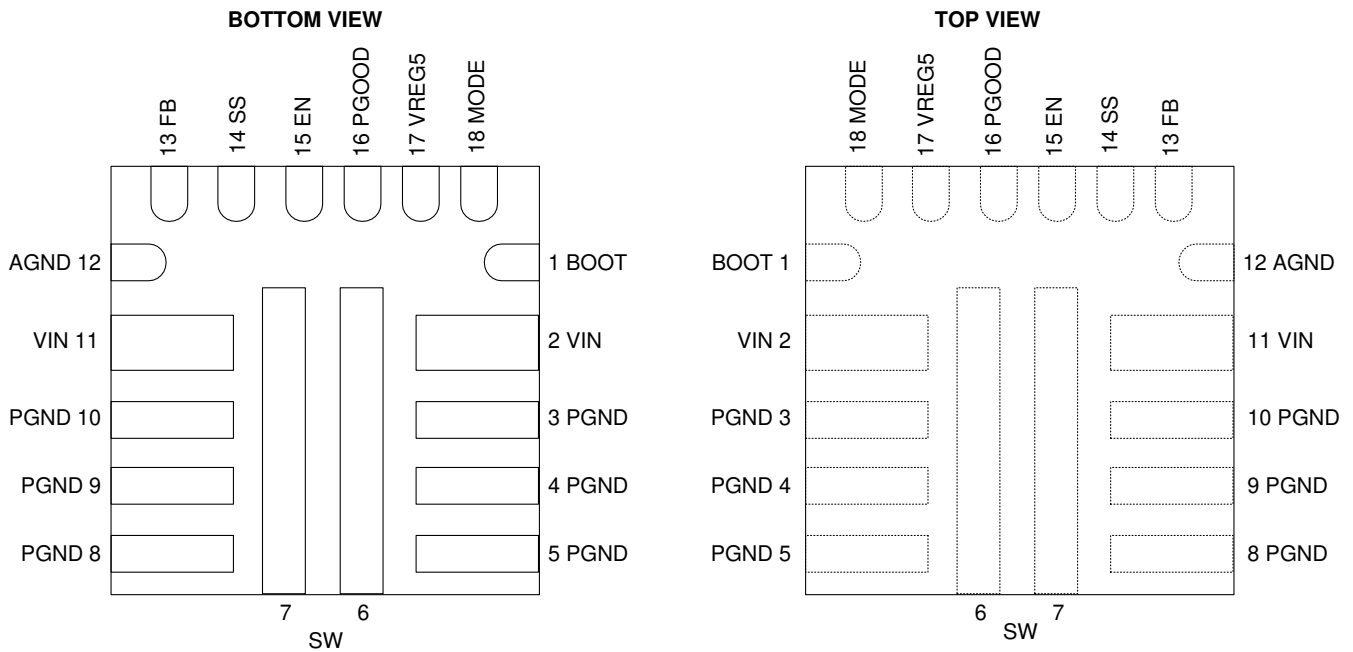 BOTTOM VIEW
13 FB
14 SS
15 EN
16 PGOOD
17 VREG5
18 MODE
AGND 12
1 BOOT
VIN 11
2 VIN
PGND 10
3 PGND
PGND 9
4 PGND
PGND 8
5 PGND
7
6
SW
TOP VIEW
18 MODE
17 VREG5
16 PGOOD
15 EN
14 SS
13 FB
BOOT 1
12 AGND
VIN 2
11 VIN
PGND 3
10 PGND
PGND 4
9 PGND
PGND 5
8 PGND
6
7
SW